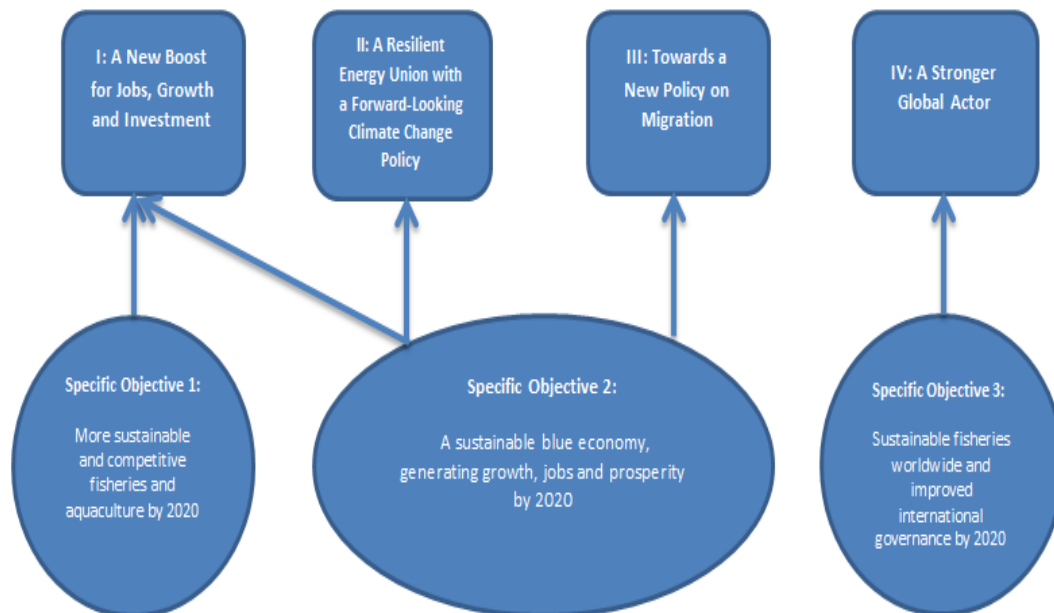 I: A New Boost
for Jobs, Growth
and Investment
II: A Resilient
Energy Union with
a Forward-Looking
Climate Change
Policy
III: Towards a
New Policy on
Migration
IV: A Stronger
Global Actor
Specific Objective 1:
More sustainable
and competitive
fisheries and
aquaculture by 2020
Specific Objective 2:
A sustainable blue economy,
generating growth, jobs and prosperity
by 2020
Specific Objective 3:
Sustainable fisheries
worldwide and
improved
international
governance by 2020